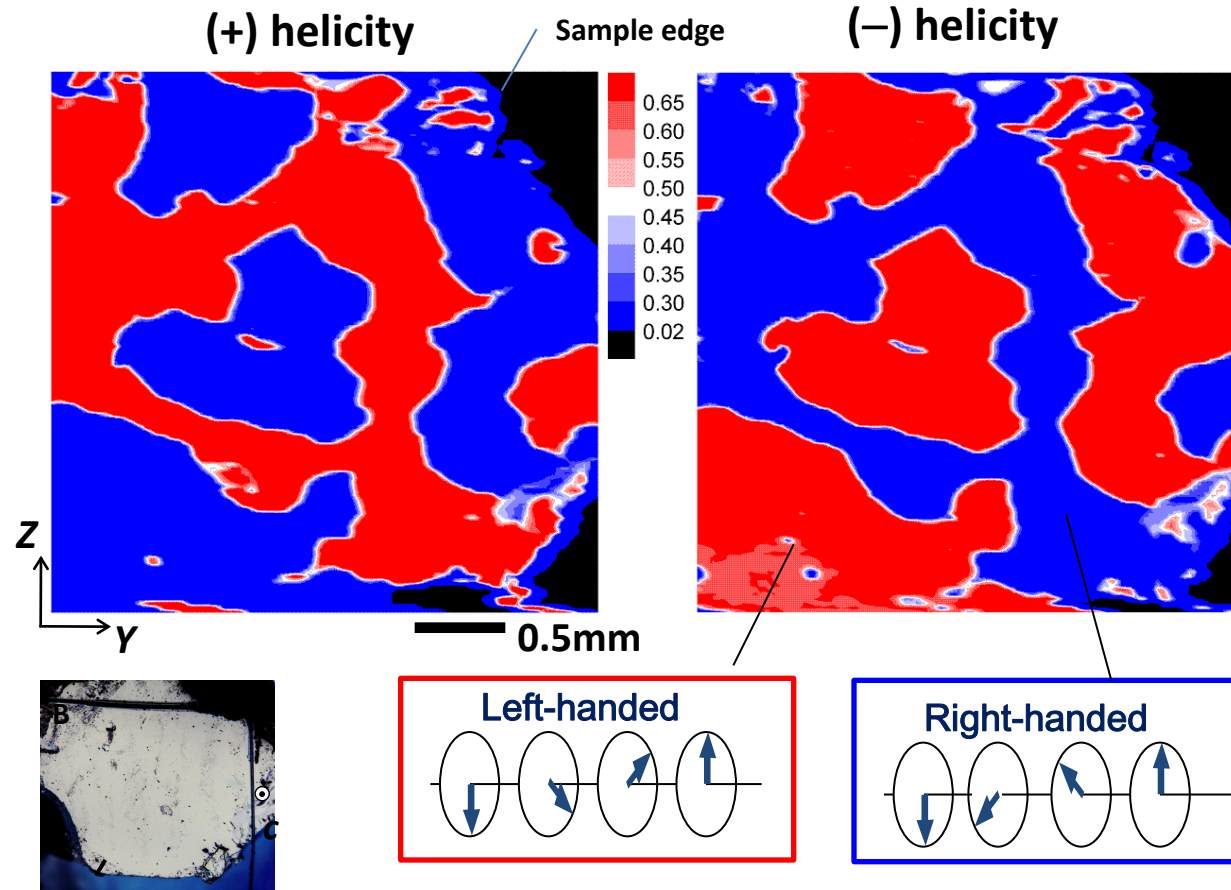 (+) helicity
Sample edge
(−) helicity
0.65
0.60
0.55
0.50
0.45
0.40
0.35
0.30
0.02
Z
Y
0.5mm
B
c
Left-handed
Right-handed